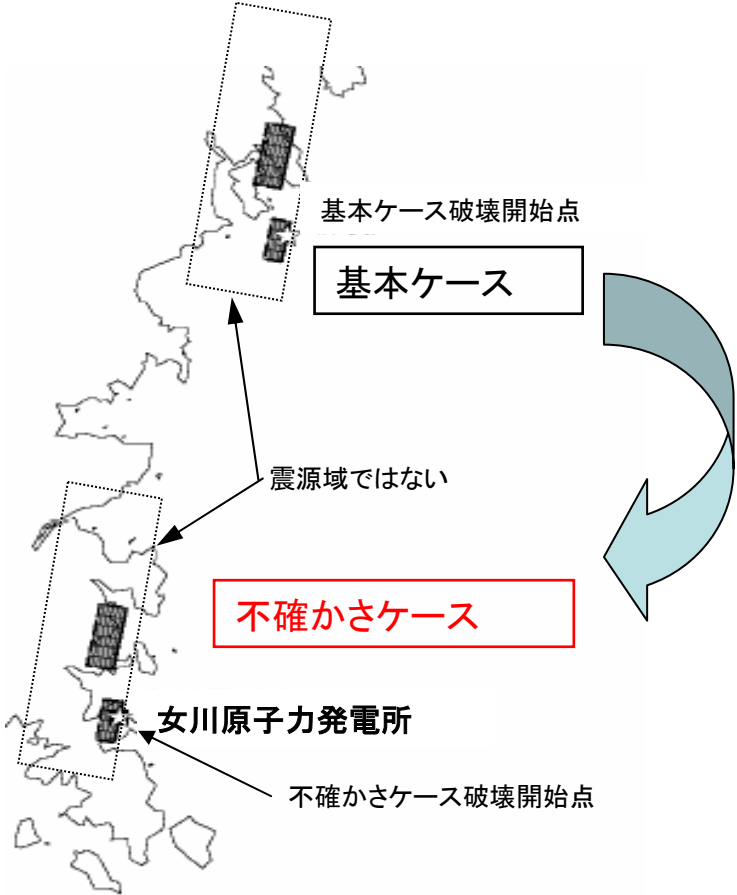 基本ケース破壊開始点
基本ケース
震源域ではない
不確かさケース
女川原子力発電所
不確かさケース破壊開始点